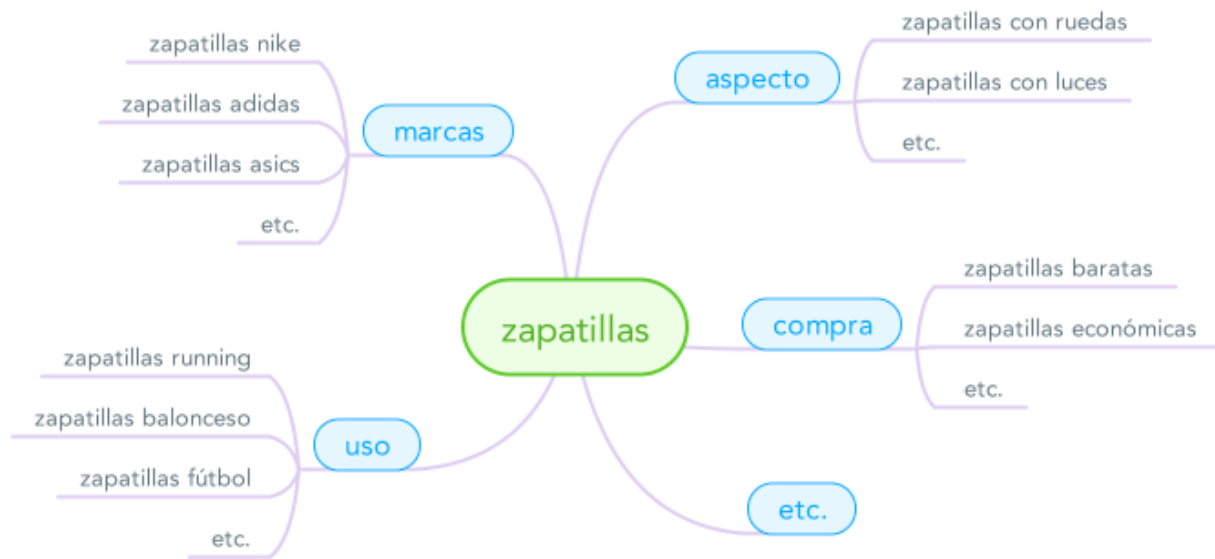 zapatillas
marcas
zapatillas nike
zapatillas adidas
zapatillas asics
etc.
aspecto
zapatillas con ruedas
zapatillas con luces
etc.
compra
zapatillas baratas
zapatillas económicas
etc.
uso
zapatillas running
zapatillas balonceso
zapatillas fútbol
etc.
etc.